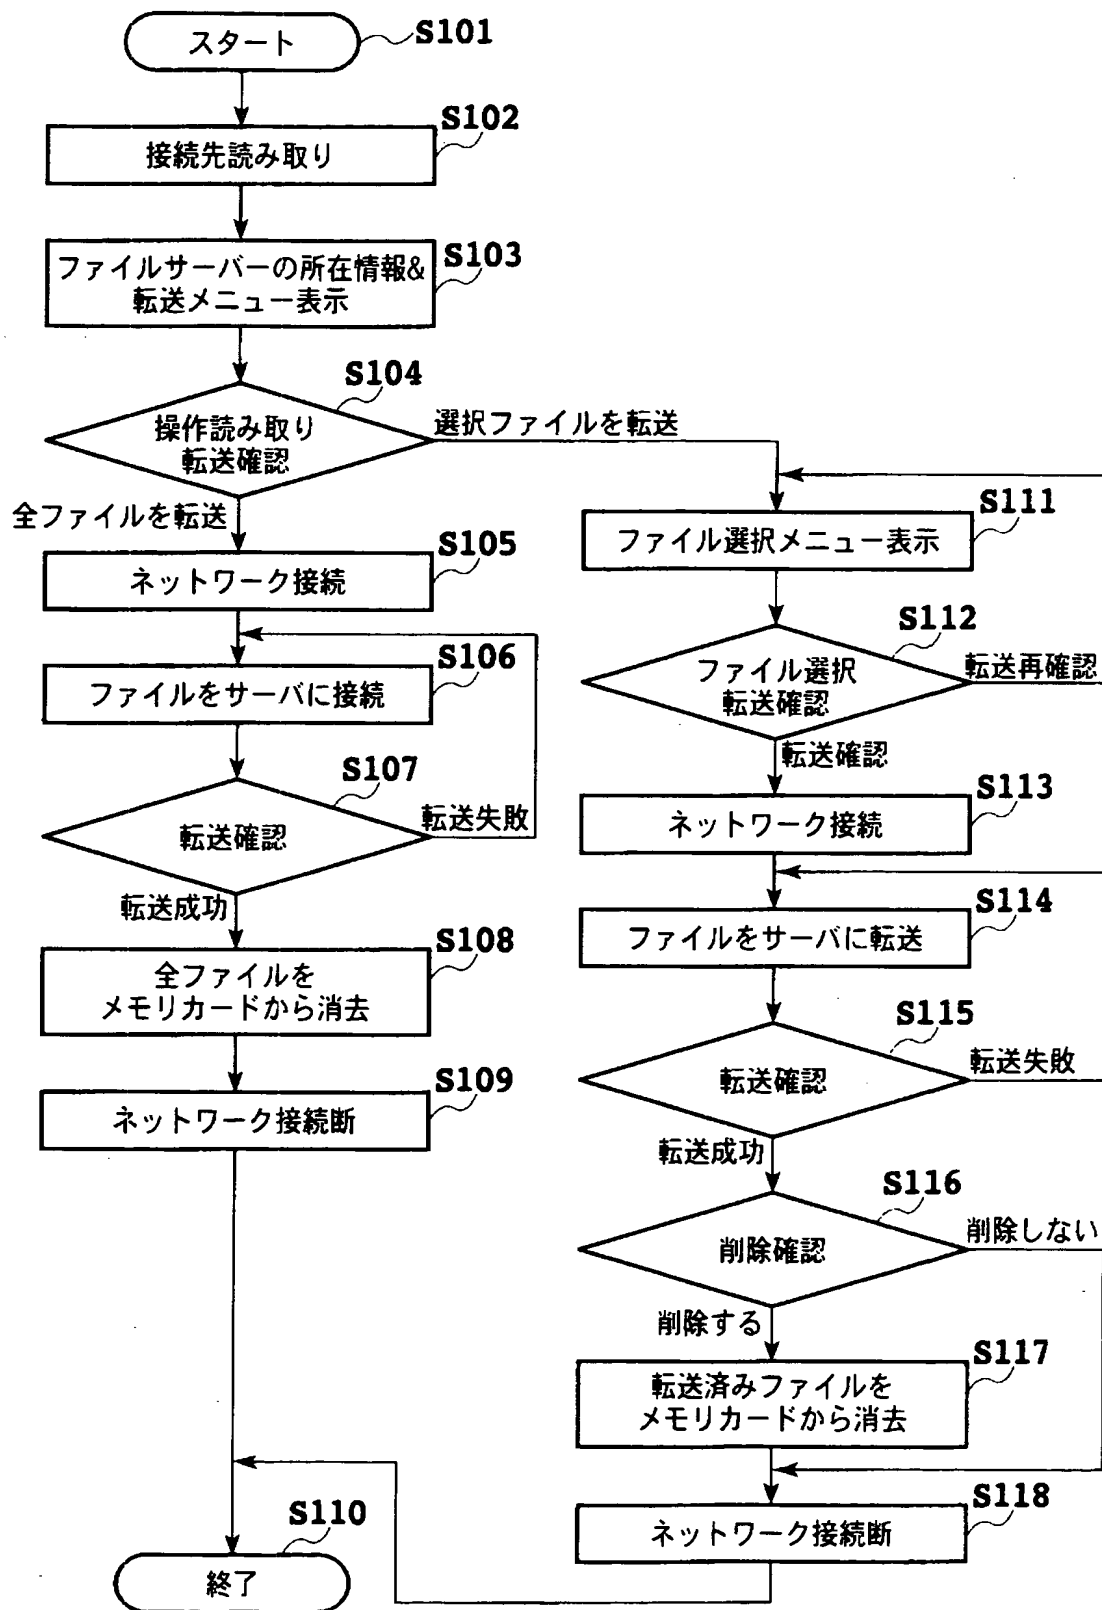 スタート
S101
S102
接続先読み取り
S103
ファイルサーバーの所在情報&
転送メニュー表示
S104
操作読み取り
転送確認
選択ファイルを転送
全ファイルを転送
S105
ネットワーク接続
S106
ファイルをサーバに接続
S107
転送確認
転送失敗
転送成功
S108
全ファイルを
メモリカードから消去
S109
ネットワーク接続断
S110
終了
S111
ファイル選択メニュー表示
S112
ファイル選択
転送確認
転送再確認
転送確認
S113
ネットワーク接続
S114
ファイルをサーバに転送
S115
転送確認
転送失敗
転送成功
S116
削除確認
削除しない
削除する
S117
転送済みファイルを
メモリカードから消去
S118
ネットワーク接続断